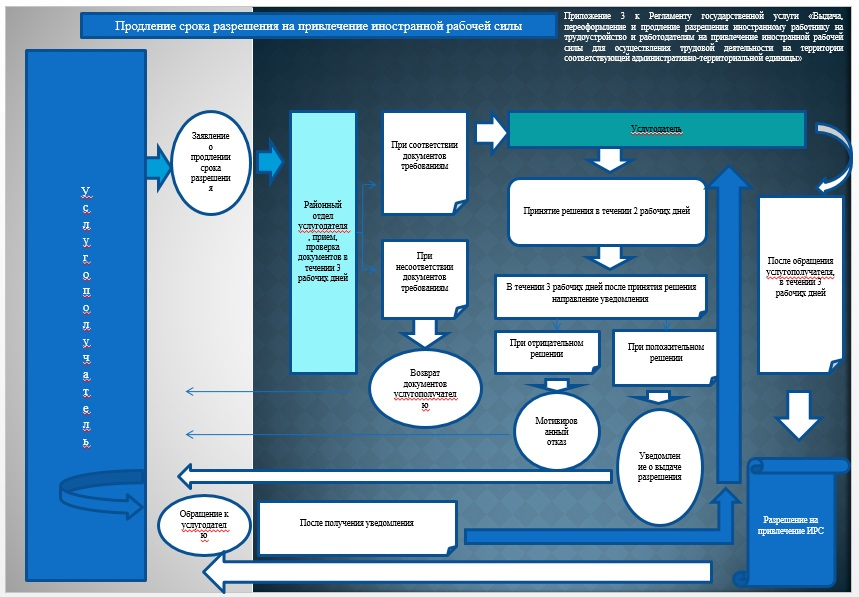 Продление срока разрешения на привлечение иностранной рабочей силы
Приложение 3 к Регламенту государственной услуги «Выдача,
переоформление и продление разрешения иностранному работнику на
трудоустройство и работодателям на привлечение иностранной рабочей
силы для осуществления трудовой деятельности на территории
соответствующей административно-территориальной единицы»
У
с
л
у
г
о
п
о
л
у
ч
а
т
е
л
ь
Заявление
о
продлении
срока
разрешени
я
Районный
отдел
услугодателя
, прием,
проверка
документов в
течении 3
рабочих дней
При соответствии
документов
требованиям
При
несоответствии
документов
требованиям
Возврат
документов
услугополучател
ю
Услугодатель
Принятие решения в течении 2 рабочих дней
В течении 3 рабочих дней после принятия решения
направление уведомления
При отрицательном
решении
При положительном
решении
Мотивиров
анный
отказ
Уведомлен
ие о выдаче
разрешения
После обращения
услугополучателя,
в течении 3
рабочих дней
Обращение к
услугодател
ю
После получения уведомления
Разрешение на
привлечение ИРС